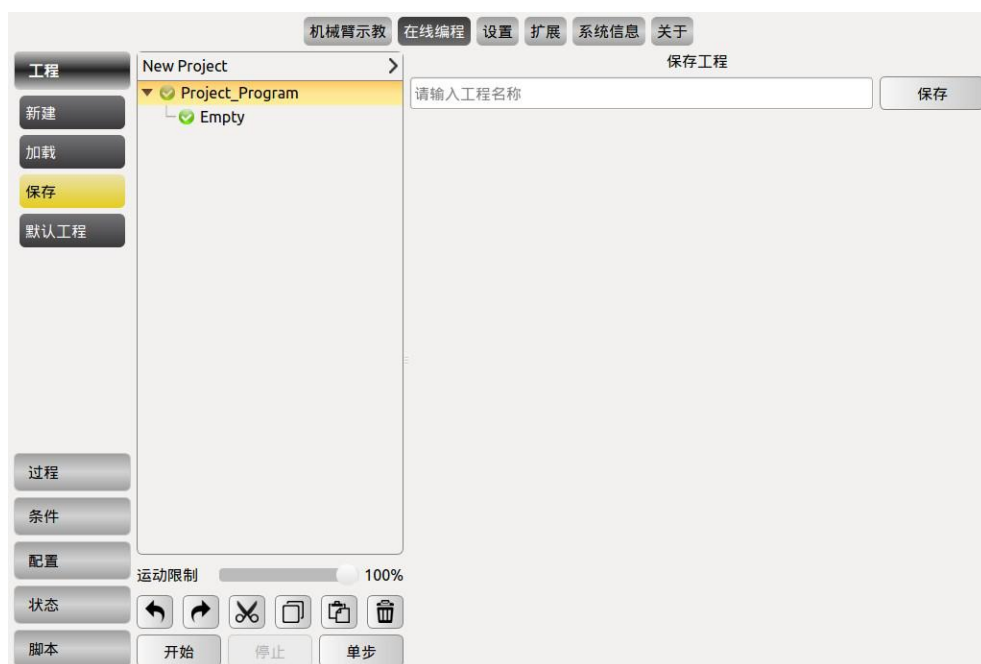 机械臂示教 在线编程 设置 扩展 系统信息 关于
工程
新建
加载
保存
默认工程
过程
条件
配置
状态
脚本
New Project
Project_Program
Empty
运动限制 100%
开始 停止 单步
保存工程
请输入工程名称 保存